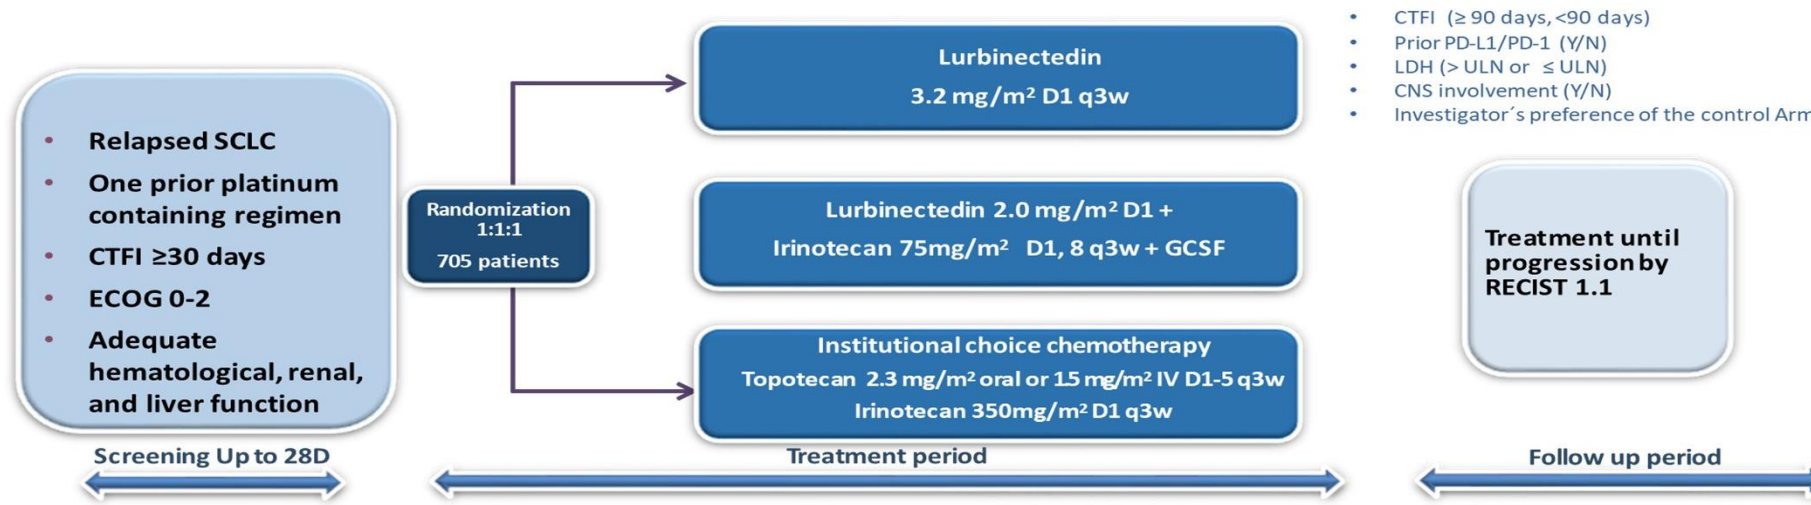 • Relapsed SCLC
• One prior platinum
containing regimen
• CTFI ≥30 days
• ECOG 0-2
• Adequate
hematological, renal,
and liver function
Screening Up to 28D
Randomization
1:1:1
705 patients
Lurbinectedin
3.2 mg/m² D1 q3w
Lurbinectedin 2.0 mg/m² D1 +
Irinotecan 75mg/m² D1, 8 q3w + GCSF
Institutional choice chemotherapy
Topotecan 2.3 mg/m² oral or 1.5 mg/m² IV D1-5 q3w
Irinotecan 350mg/m² D1 q3w
Treatment period
• CTFI (≥ 90 days, <90 days)
• Prior PD-L1/PD-1 (Y/N)
• LDH (> ULN or ≤ ULN)
• CNS involvement (Y/N)
• Investigator´s preference of the control Arm
Treatment until
progression by
RECIST 1.1
Follow up period